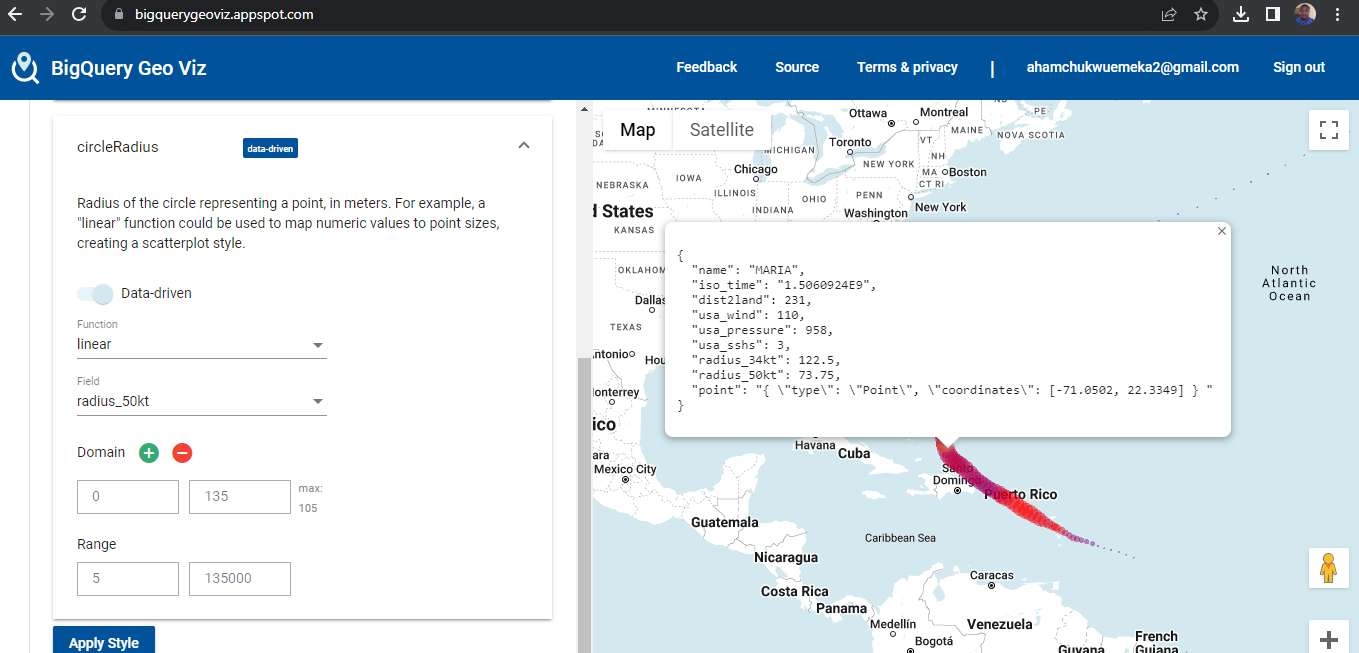 bigquerygeoviz.appspot.com
BigQuery Geo Viz
Feedback
Source
Terms & privacy
|
ahamchukwuemeka2@gmail.com
Sign out
circleRadius
data-driven
Radius of the circle representing a point, in meters. For example, a
"linear" function could be used to map numeric values to point sizes,
creating a scatterplot style.
Data-driven
Function
linear
Field
radius_50kt
Domain
0
135
max:
105
Range
5
135000
Apply Style
Map
Satellite
MINNESOTA
Ottawa
Montreal
PE
MAINE
NOVA SCOTIA
Toronto
VT
MICHIGAN
NEW YORK
NH
MA
Boston
CT RI
Chicago
IOWA
NEBRASKA
ILLINOIS
OHIO
PENN
INDIANA
New York
Washington
d States
KANSAS
{
"name": "MARIA",
"iso_time": "1.5060924E9",
"dist2land": 231,
"usa_wind": 110,
"usa_pressure": 958,
"usa_sshs": 3,
"radius_34kt": 122.5,
"radius_50kt": 73.75,
"point": "{ \"type\": \"Point\", \"coordinates\": [-71.0502, 22.3349] } "
}
OKLAHOM
Dallas
TEXAS
ntonio
Hou
onterrey
ico
ara
Mexico City
North
Atlantic
Ocean
Havana
Cuba
Santo
Domingo
Puerto Rico
Guatemala
Caribbean Sea
Nicaragua
Costa Rica
Caracas
Panama
Medellín
Venezuela
Bogotá
French
Guyana
Guiana